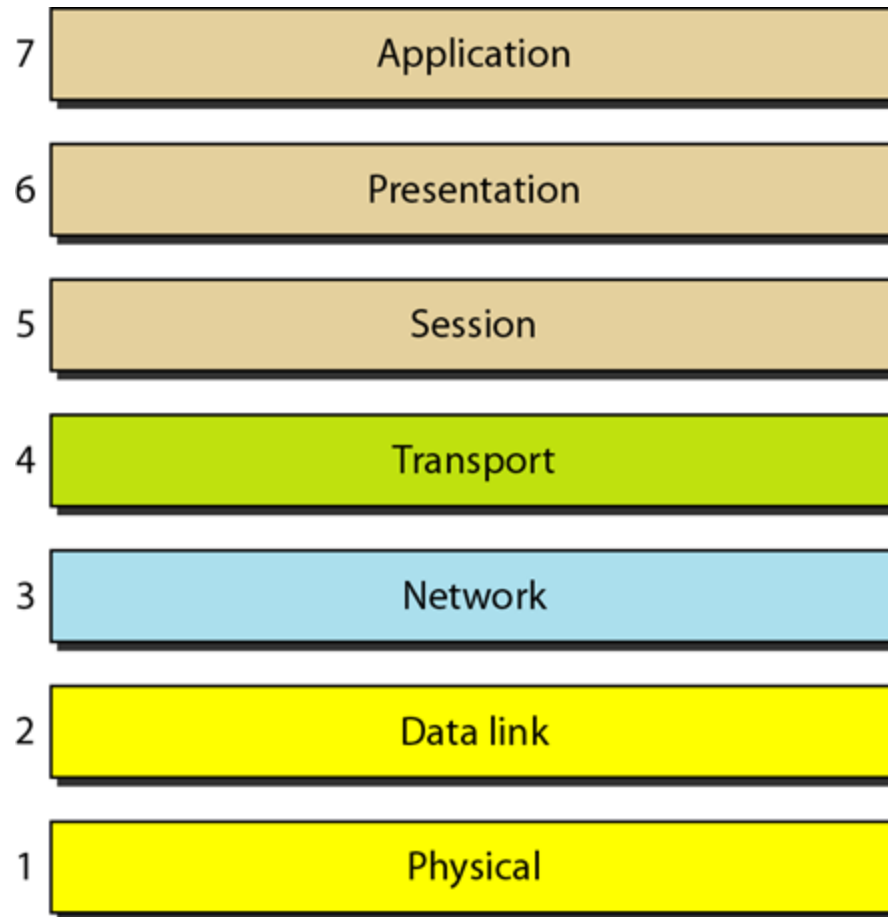 7 Application
6 Presentation
5 Session
4 Transport
3 Network
2 Data link
1 Physical